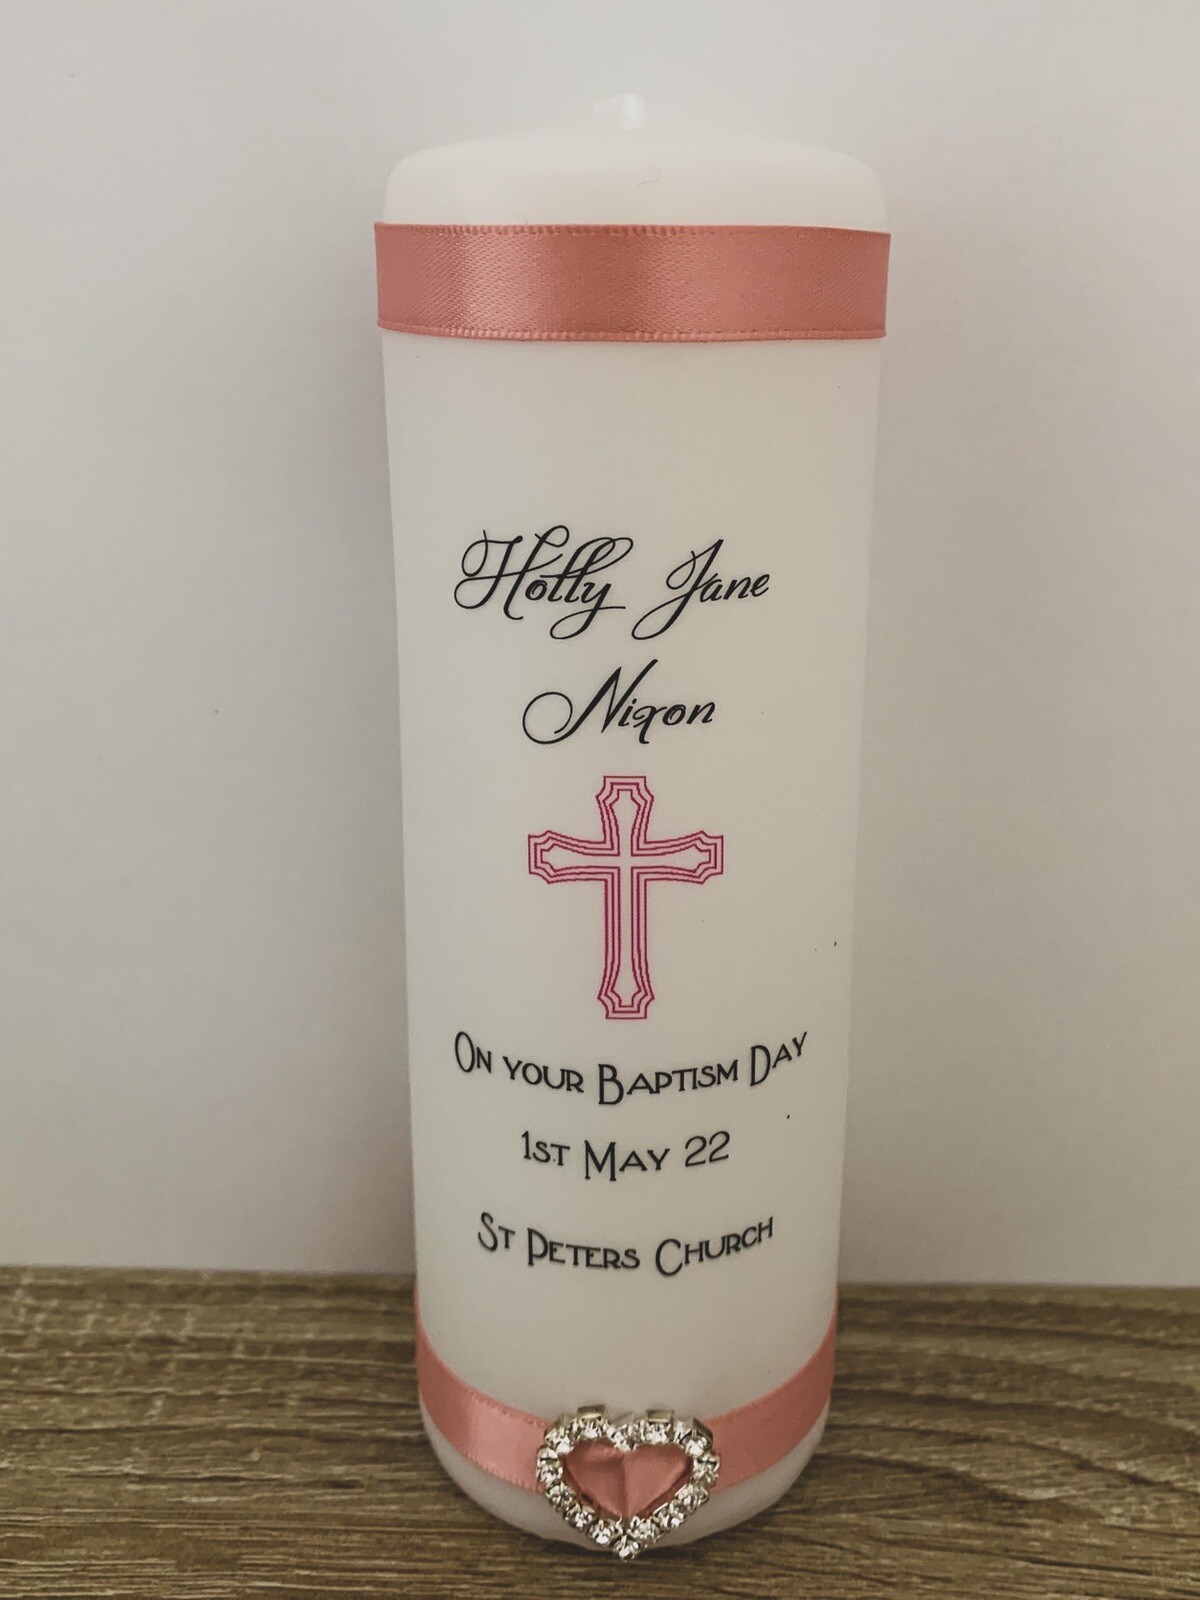 Holly Jane
Nixon
On your Baptism Day
1st May 22
St Peters Church